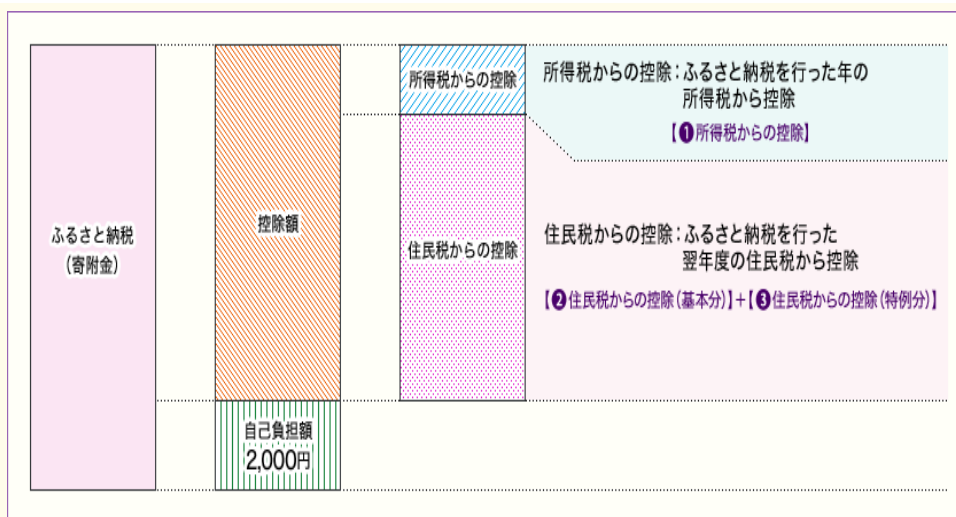 ふるさと納税
（寄附金）
控除額
自己負担額
2,000円
所得税からの控除
住民税からの控除
所得税からの控除：ふるさと納税を行った年の
所得税から控除
【❶所得税からの控除】
住民税からの控除：ふるさと納税を行った
翌年度の住民税から控除
【❷住民税からの控除（基本分）】＋【❸住民税からの控除（特例分）】